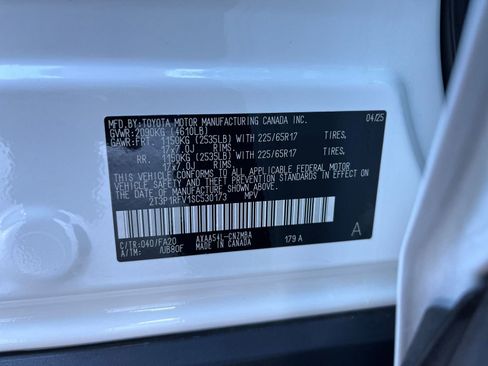 MFD.BY:TOYOTA MOTOR MANUFACTURING CANADA INC. 04/25
GVWR:2090KG (4610LB)
GAWR:FRT. 1150KG (2535LB) WITH 225/65R17 TIRES,
17X7.0J RIMS.
RR. 1150KG (2535LB) WITH 225/65R17 TIRES,
17X7.0J RIMS.
THIS VEHICLE CONFORMS TO ALL APPLICABLE FEDERAL MOTOR
VEHICLE SAFETY AND THEFT PREVENTION STANDARDS IN EFFECT
ON THE DATE OF MANUFACTURE SHOWN ABOVE.
2T3P1RFV1SC530173 MPV
C/TR:040/FA20 AXAA54L-CNZMBA 179 A A
A/TM: /UB80F MADE IN CANADA